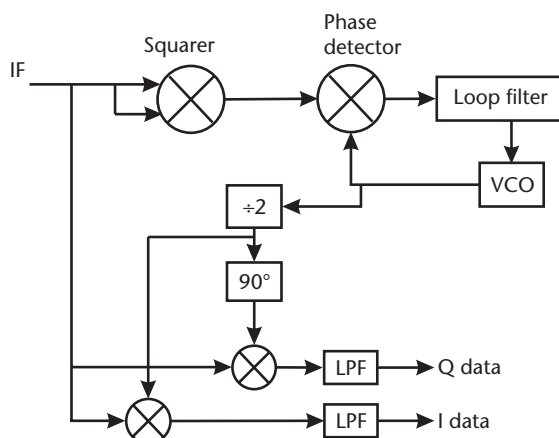 Squarer
Phase
detector
IF
Loop filter
VCO
÷2
90°
LPF
Q data
LPF
I data